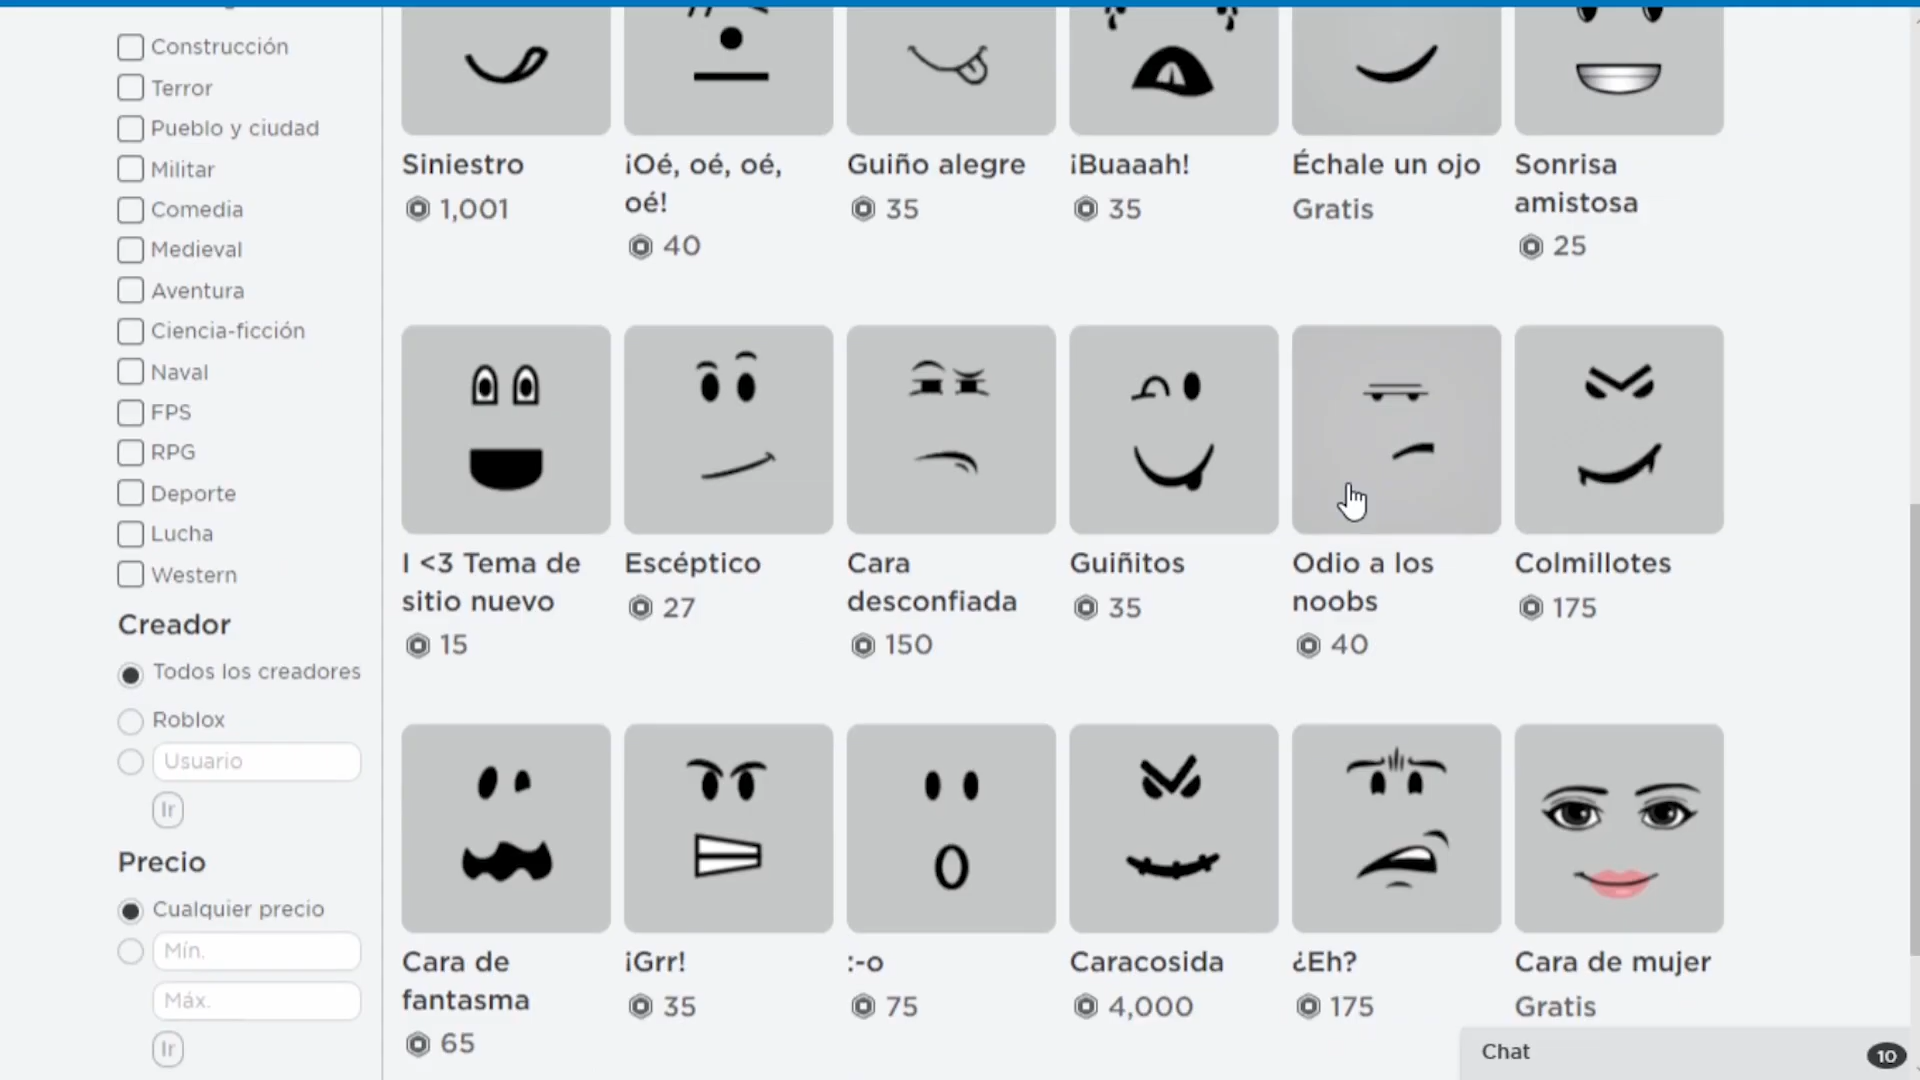 Construcción
Terror
Pueblo y ciudad
Militar
Comedia
Medieval
Aventura
Ciencia-ficción
Naval
FPS
RPG
Deporte
Lucha
Western
Creador
Todos los creadores
Roblox
Usuario
Ir
Precio
Cualquier precio
Mín.
Máx.
Ir
Siniestro
1,001
¡Oé, oé, oé,
oé!
40
Guiño alegre
35
¡Buaaah!
35
Échale un ojo
Gratis
Sonrisa
amistosa
25
I <3 Tema de
sitio nuevo
15
Escéptico
27
Cara
desconfiada
150
Guiñitos
35
Odio a los
noobs
40
Colmillotes
175
Cara de
fantasma
65
¡Grr!
35
:-o
75
Caracosida
4,000
¿Eh?
175
Cara de mujer
Gratis
Chat
10